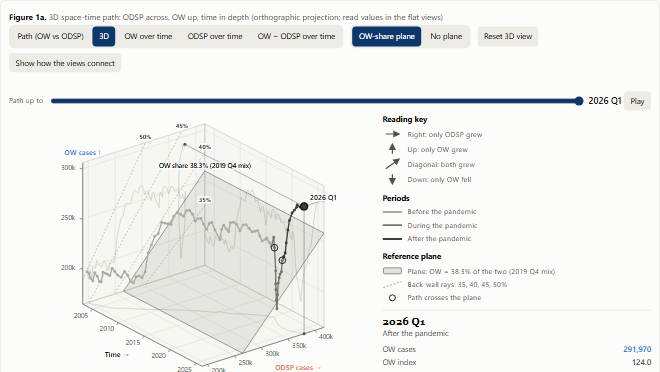 Figure 1a. 3D space-time path: ODSP across, OW up, time in depth (orthographic projection; read values in the flat views)
Path (OW vs ODSP) 3D OW over time ODSP over time OW − ODSP over time OW-share plane No plane Reset 3D view
Show how the views connect
Path up to 2026 Q1 Play
OW cases ↑
50%
45%
40%
35%
OW share 38.3% (2019 Q4 mix)
2026 Q1
300k
250k
200k
2005
2010
2015
2020
2025
Time →
200k
250k
300k
350k
400k
ODSP cases →
Reading key
Right: only ODSP grew
Up: only OW grew
Diagonal: both grew
Down: only OW fell
Periods
Before the pandemic
During the pandemic
After the pandemic
Reference plane
Plane: OW = 38.3% of the two (2019 Q4 mix)
Back wall rays: 35, 40, 45, 50%
Path crosses the plane
2026 Q1
After the pandemic
OW cases 291,970
OW index 124.0